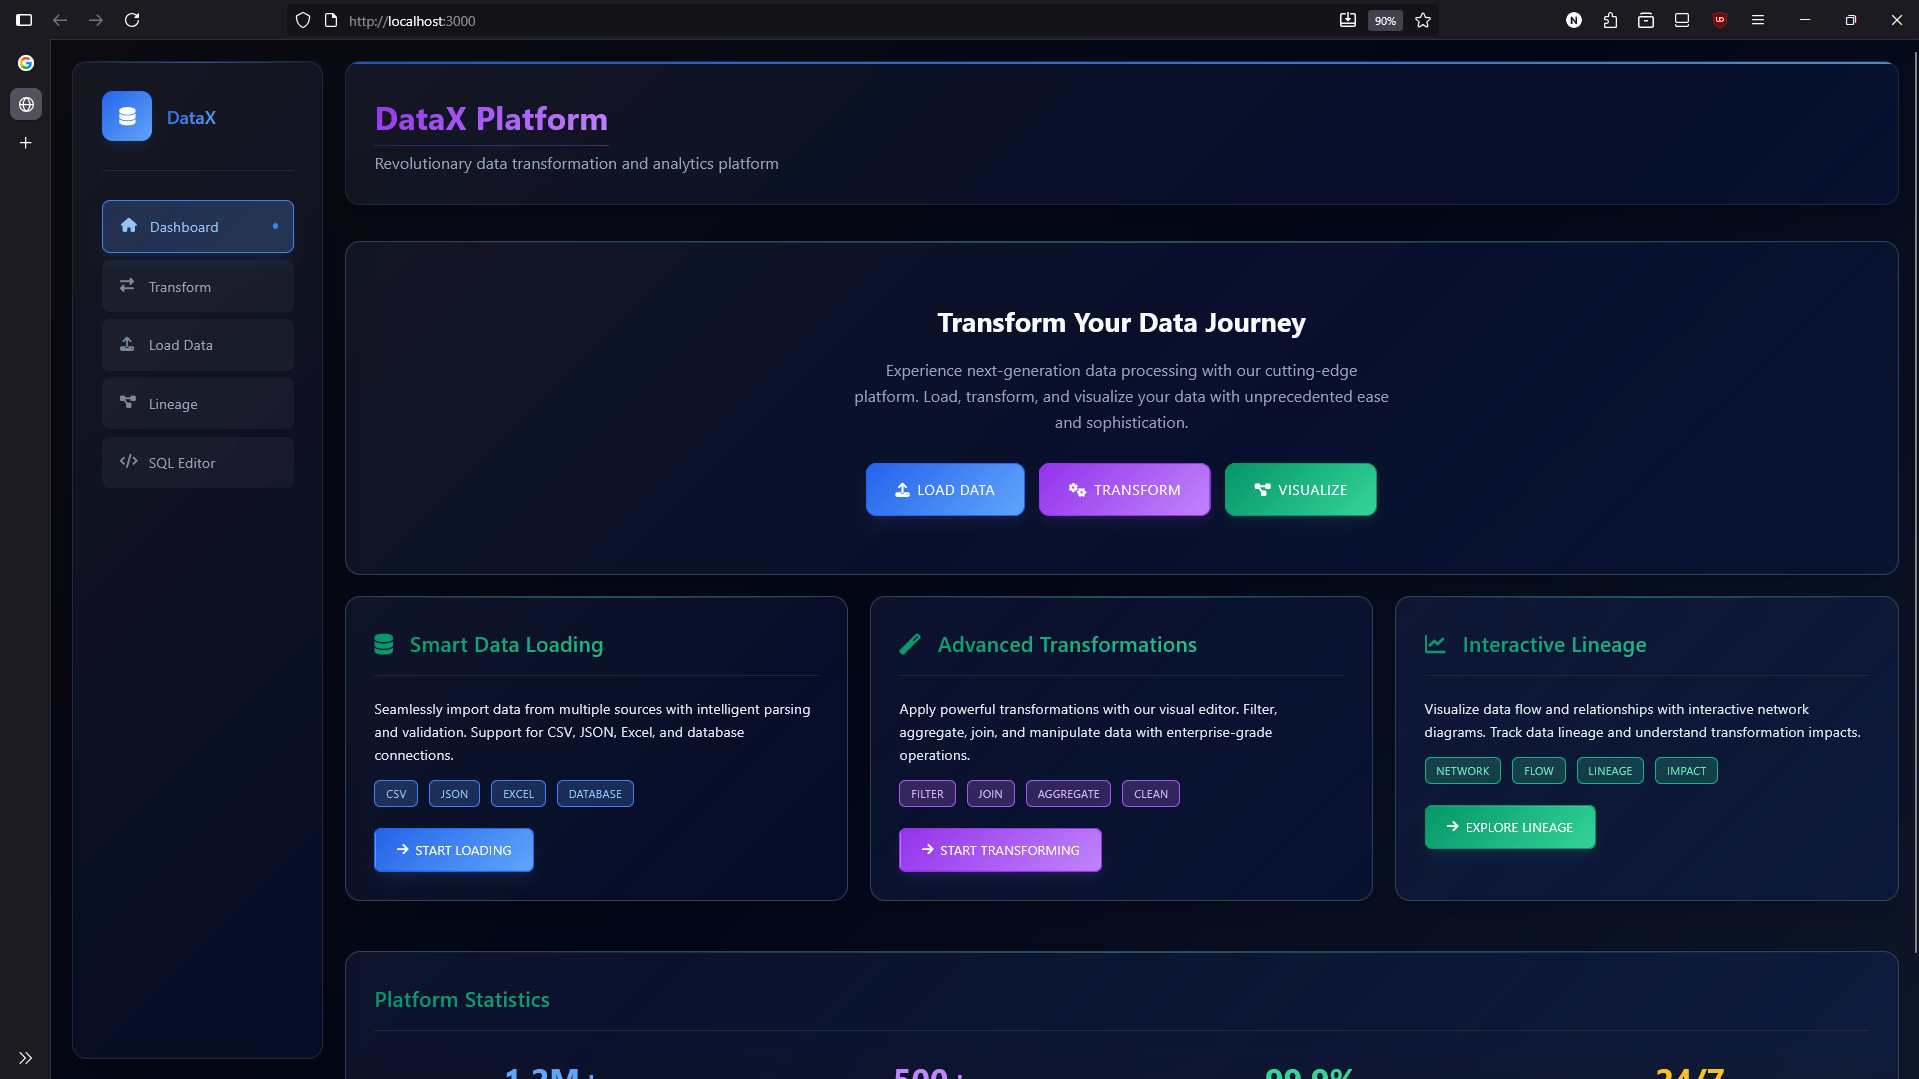 http://localhost:3000
90%
DataX
Dashboard
Transform
Load Data
Lineage
SQL Editor
DataX Platform
Revolutionary data transformation and analytics platform
Transform Your Data Journey
Experience next-generation data processing with our cutting-edge
platform. Load, transform, and visualize your data with unprecedented ease
and sophistication.
LOAD DATA
TRANSFORM
VISUALIZE
Smart Data Loading
Seamlessly import data from multiple sources with intelligent parsing
and validation. Support for CSV, JSON, Excel, and database
connections.
CSV
JSON
EXCEL
DATABASE
START LOADING
Advanced Transformations
Apply powerful transformations with our visual editor. Filter,
aggregate, join, and manipulate data with enterprise-grade
operations.
FILTER
JOIN
AGGREGATE
CLEAN
START TRANSFORMING
Interactive Lineage
Visualize data flow and relationships with interactive network
diagrams. Track data lineage and understand transformation impacts.
NETWORK
FLOW
LINEAGE
IMPACT
EXPLORE LINEAGE
Platform Statistics
500+
99.9%
24/7